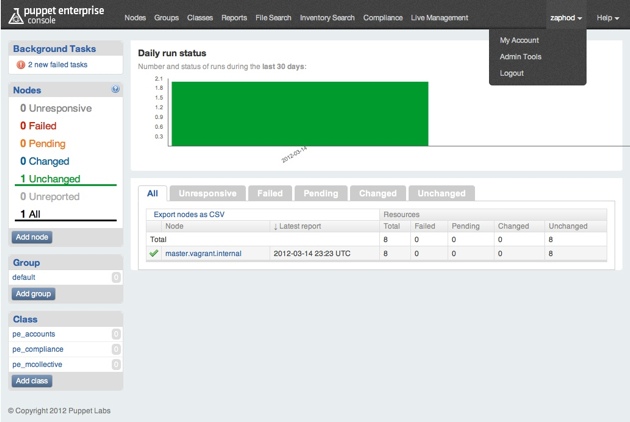 puppet enterprise
console
Nodes Groups Classes Reports File Search Inventory Search Compliance Live Management zaphod Help
My Account
Admin Tools
Logout
Background Tasks
2 new failed tasks
Nodes
0 Unresponsive
0 Failed
0 Pending
0 Changed
1 Unchanged
0 Unreported
1 All
Add node
Group
default 0
Add group
Class
pe_accounts 0
pe_compliance 0
pe_mcollective 0
Add class
Daily run status
Number and status of runs during the last 30 days:
2.1
1.8
1.5
1.2
0.9
0.6
0.3
2012-03-14
All Unresponsive Failed Pending Changed Unchanged
Export nodes as CSV Resources
Node ↓ Latest report Total Failed Pending Changed Unchanged
Total 8 0 0 0 8
master.vagrant.internal 2012-03-14 23:23 UTC 8 0 0 0 8
© Copyright 2012 Puppet Labs